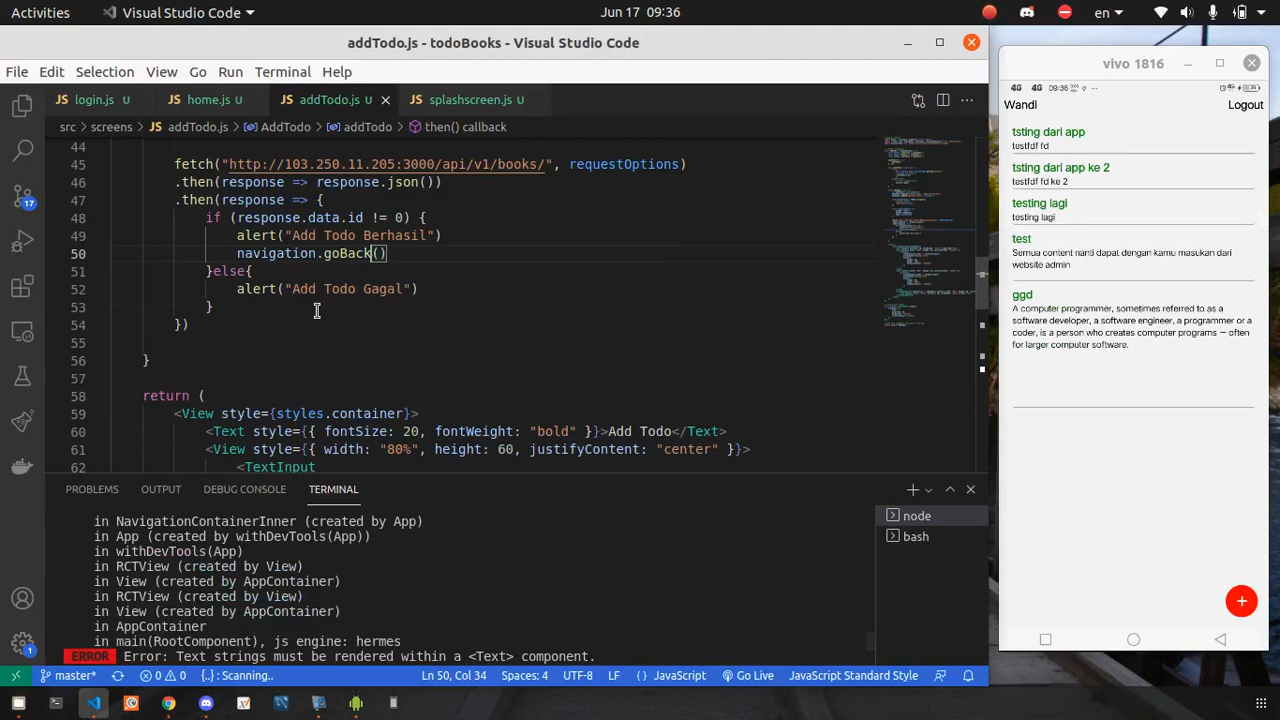 Activities
Visual Studio Code
Jun 17 09:36
en
addTodo.js - todoBooks - Visual Studio Code
File Edit Selection View Go Run Terminal Help
JS login.js U
JS home.js U
JS addTodo.js U
JS splashscreen.js U
src > screens > JS addTodo.js > AddTodo > addTodo > then() callback
44
45 fetch("http://103.250.11.205:3000/api/v1/books/", requestOptions)
46 .then(response => response.json())
47 .then(response => {
48 if (response.data.id != 0) {
49 alert("Add Todo Berhasil")
50 navigation.goBack()
51 }else{
52 alert("Add Todo Gagal")
53 }
54 })
55
56 }
57
58 return (
59 <View style={styles.container}>
60 <Text style={{ fontSize: 20, fontWeight: "bold" }}>Add Todo</Text>
61 <View style={{ width: "80%", height: 60, justifyContent: "center" }}>
62 <TextInput
17
1
PROBLEMS OUTPUT DEBUG CONSOLE TERMINAL
in NavigationContainerInner (created by App)
in App (created by withDevTools(App))
in withDevTools(App)
in RCTView (created by View)
in View (created by AppContainer)
in RCTView (created by View)
in View (created by AppContainer)
in AppContainer
in main(RootComponent), js engine: hermes
ERROR Error: Text strings must be rendered within a <Text> component.
node
bash
master*
0 0 {..}: Scanning.. Ln 50, Col 34 Spaces: 4 UTF-8 LF JavaScript Go Live JavaScript Standard Style
vivo 1816
4G 4G 09:36
Wandi
Logout
tsting dari app
testfdf fd
tsting dari app ke 2
testfdf fd ke 2
testing lagi
testing lagi
test
Semua content nanti dapat dengan kamu masukan dari
website admin
ggd
A computer programmer, sometimes referred to as a
software developer, a software engineer, a programmer or a
coder, is a person who creates computer programs — often
for larger computer software.
+